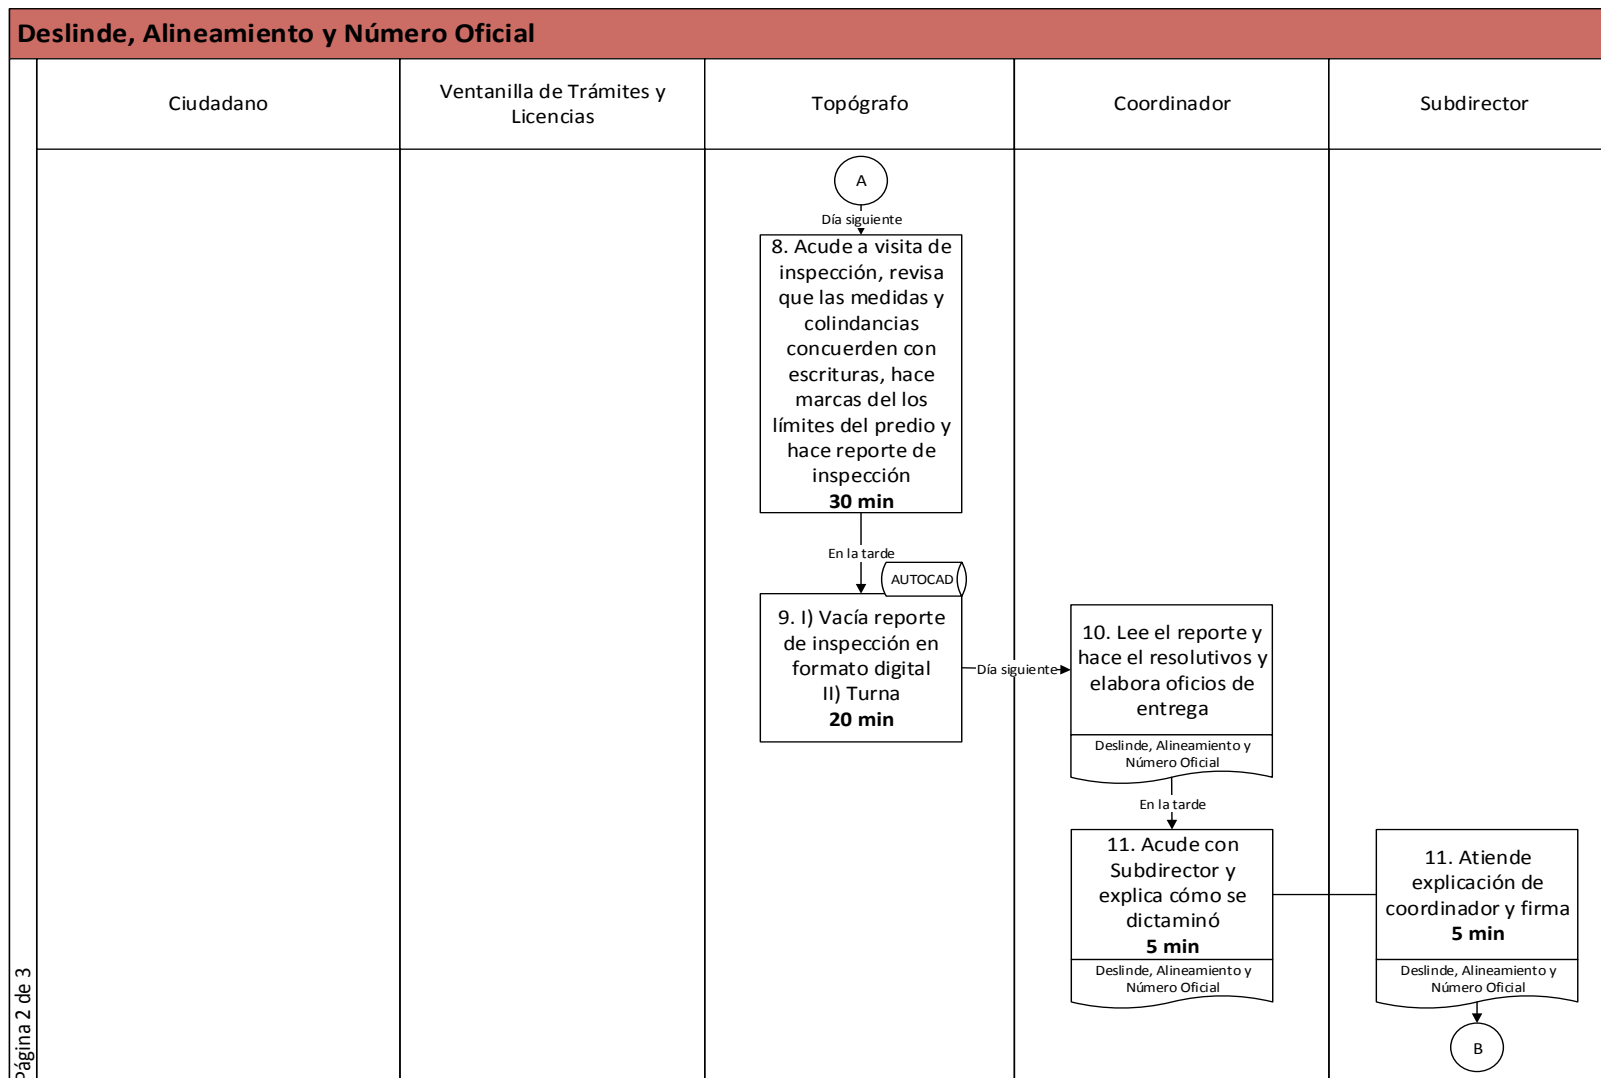 Deslinde, Alineamiento y Número Oficial
Ciudadano
Ventanilla de Trámites y
Licencias
Topógrafo
Coordinador
Subdirector
A
Día siguiente
8. Acude a visita de
inspección, revisa
que las medidas y
colindancias
concuerden con
escrituras, hace
marcas del los
límites del predio y
hace reporte de
inspección
30 min
En la tarde
AUTOCAD
9. I) Vacía reporte
de inspección en
formato digital
II) Turna
20 min
Día siguiente
10. Lee el reporte y
hace el resolutivos y
elabora oficios de
entrega
Deslinde, Alineamiento y
Número Oficial
En la tarde
11. Acude con
Subdirector y
explica cómo se
dictaminó
5 min
Deslinde, Alineamiento y
Número Oficial
11. Atiende
explicación de
coordinador y firma
5 min
Deslinde, Alineamiento y
Número Oficial
B
Página 2 de 3